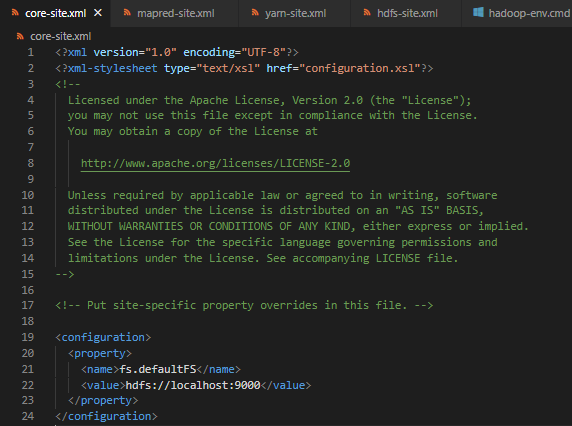 core-site.xml mapred-site.xml yarn-site.xml hdfs-site.xml hadoop-env.cmd
core-site.xml
1 <?xml version="1.0" encoding="UTF-8"?>
2 <?xml-stylesheet type="text/xsl" href="configuration.xsl"?>
3 <!--
4 Licensed under the Apache License, Version 2.0 (the "License");
5 you may not use this file except in compliance with the License.
6 You may obtain a copy of the License at
7
8 http://www.apache.org/licenses/LICENSE-2.0
9
10 Unless required by applicable law or agreed to in writing, software
11 distributed under the License is distributed on an "AS IS" BASIS,
12 WITHOUT WARRANTIES OR CONDITIONS OF ANY KIND, either express or implied.
13 See the License for the specific language governing permissions and
14 limitations under the License. See accompanying LICENSE file.
15 -->
16
17 <!-- Put site-specific property overrides in this file. -->
18
19 <configuration>
20 <property>
21 <name>fs.defaultFS</name>
22 <value>hdfs://localhost:9000</value>
23 </property>
24 </configuration>